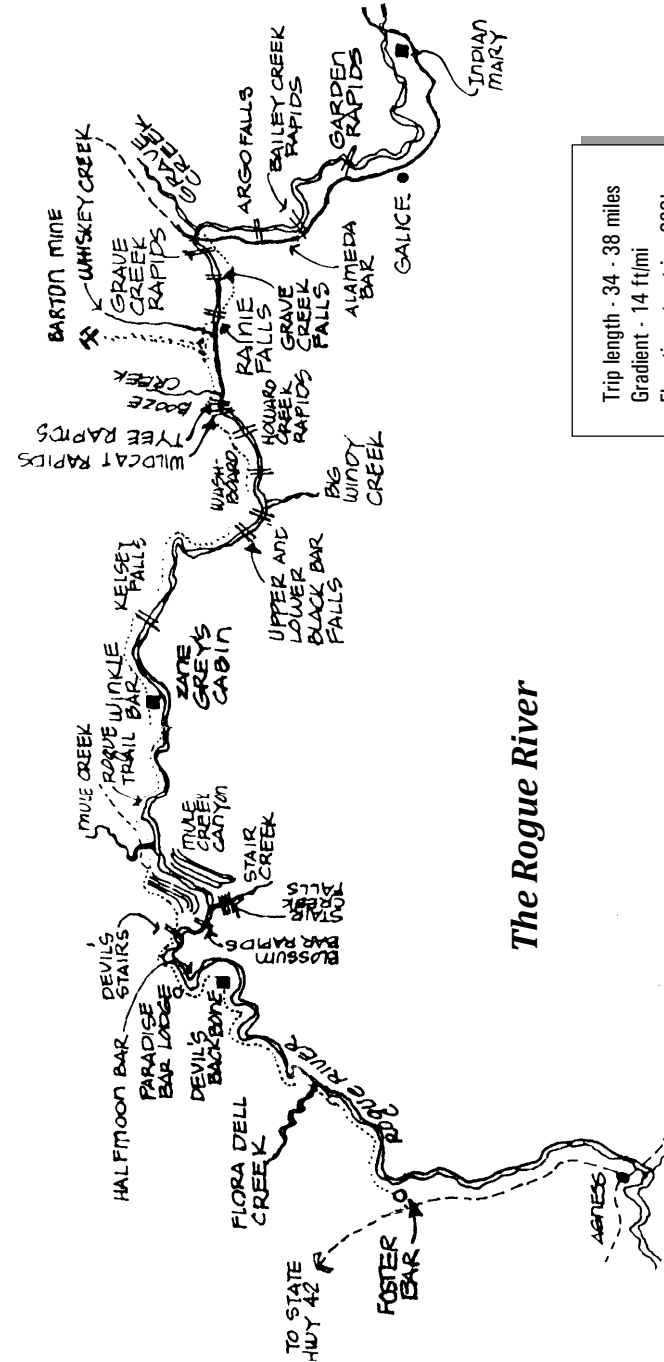 BARTON MINE
WHISKEY CREEK
GRAVE
CREEK
RAPIDS
GRAVE
CREEK
ARGO FALLS
BAILEY CREEK
RAPIDS
GARDEN
RAPIDS
INDIAN
MARY
GALICE
ALAMEDA
BAR
GRAVE
CREEK
FALLS
RAINIE
FALLS
BOOZE
CREEK
TYEE RAPIDS
WILDCAT RAPIDS
HOWARD
CREEK
RAPIDS
WASH-
BOARD
BIG
WINDY
CREEK
UPPER AND
LOWER
BLACK BAR
FALLS
KELSEY
FALLS
ZANE
GREY'S
CABIN
WINKLE
BAR
ROGUE
TRAIL
MULE CREEK
MULE
CREEK
CANYON
STAIR
CREEK
STAIR
CREEK
FALLS
BLOSSUM
BAR RAPIDS
DEVIL'S
STAIRS
HALFMOON BAR
PARADISE
BAR LODGE
DEVIL'S
BACKBONE
FLORA DELL
CREEK
ROGUE RIVER
TO STATE
HWY 42
FOSTER
BAR
AGNESS
The Rogue River
Trip length - 34 - 38 miles
Gradient - 14 ft/mi